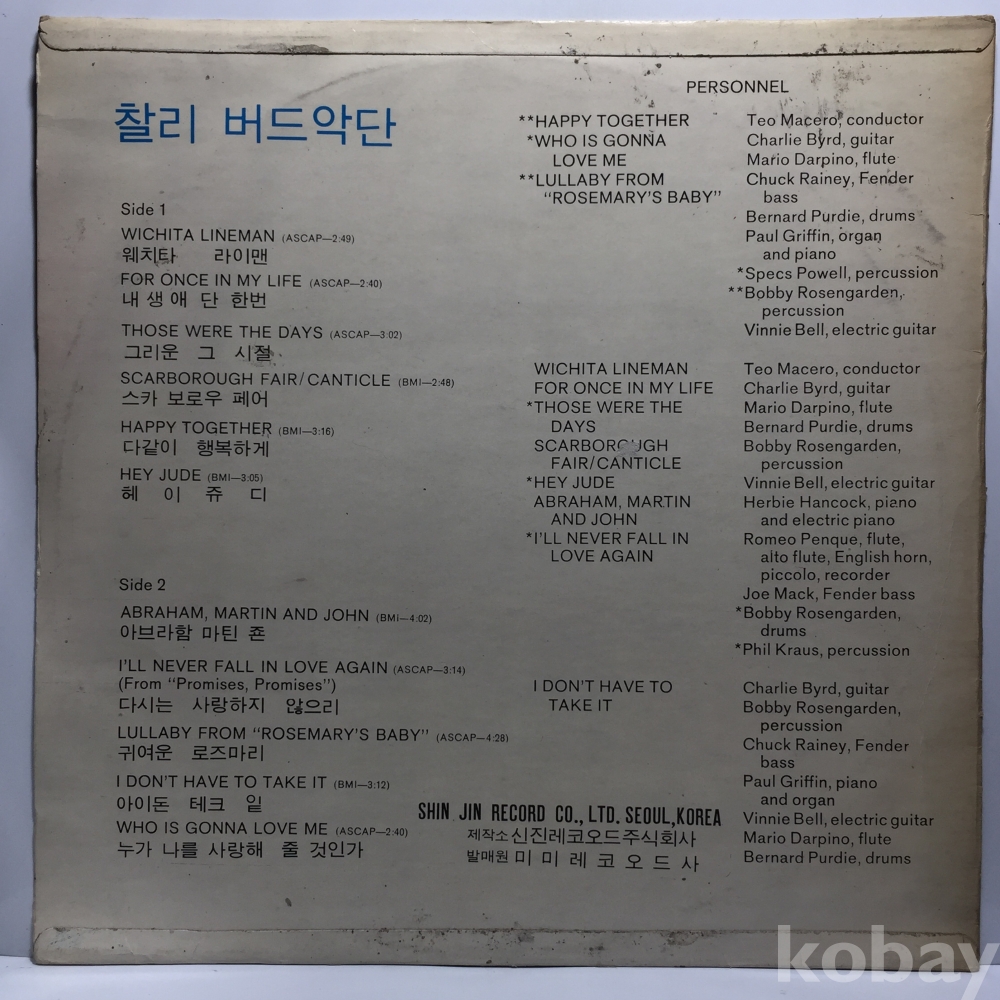 찰리 버드악단
Side 1
WICHITA LINEMAN (ASCAP—2:49)
웨치타 라이맨
FOR ONCE IN MY LIFE (ASCAP—2:40)
내 생애 단 한번
THOSE WERE THE DAYS (ASCAP—3:02)
그리운 그 시절
SCARBOROUGH FAIR/CANTICLE (BMI—2:48)
스카 보로우 페어
HAPPY TOGETHER (BMI—3:16)
다같이 행복하게
HEY JUDE (BMI—3:05)
헤 이 쥬 디
Side 2
ABRAHAM, MARTIN AND JOHN (BMI—4:02)
아브라함 마틴 죤
I'LL NEVER FALL IN LOVE AGAIN (ASCAP—3:14)
(From “Promises, Promises”)
다시는 사랑하지 않으리
LULLABY FROM “ROSEMARY'S BABY” (ASCAP—4:28)
귀여운 로즈마리
I DON'T HAVE TO TAKE IT (BMI—3:12)
아이돈 테크 잍
WHO IS GONNA LOVE ME (ASCAP—2:40)
누가 나를 사랑해 줄 것인가
PERSONNEL
**HAPPY TOGETHER
*WHO IS GONNA
LOVE ME
**LULLABY FROM
“ROSEMARY'S BABY”
Teo Macero, conductor
Charlie Byrd, guitar
Mario Darpino, flute
Chuck Rainey, Fender
bass
Bernard Purdie, drums
Paul Griffin, organ
and piano
*Specs Powell, percussion
**Bobby Rosengarden,
percussion
Vinnie Bell, electric guitar
WICHITA LINEMAN
FOR ONCE IN MY LIFE
*THOSE WERE THE
DAYS
SCARBOROUGH
FAIR/CANTICLE
*HEY JUDE
ABRAHAM, MARTIN
AND JOHN
*I'LL NEVER FALL IN
LOVE AGAIN
Teo Macero, conductor
Charlie Byrd, guitar
Mario Darpino, flute
Bernard Purdie, drums
Bobby Rosengarden,
percussion
Vinnie Bell, electric guitar
Herbie Hancock, piano
and electric piano
Romeo Penque, flute,
alto flute, English horn,
piccolo, recorder
Joe Mack, Fender bass
*Bobby Rosengarden,
drums
*Phil Kraus, percussion
I DON'T HAVE TO
TAKE IT
Charlie Byrd, guitar
Bobby Rosengarden,
percussion
Chuck Rainey, Fender
bass
Paul Griffin, piano
and organ
Vinnie Bell, electric guitar
Mario Darpino, flute
Bernard Purdie, drums
SHIN JIN RECORD CO., LTD. SEOUL, KOREA
제작소 신진레코오드주식회사
발매원 미 미 레 코 오 드 사
kobay